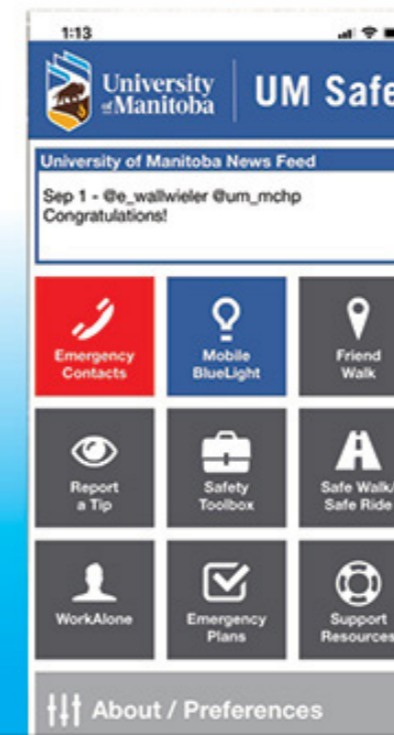 1:13
University
of Manitoba
UM Safe
University of Manitoba News Feed
Sep 1 - @e_wallwieler @um_mchp
Congratulations!
Emergency
Contacts
Mobile
BlueLight
Friend
Walk
Report
a Tip
Safety
Toolbox
Safe Walk/
Safe Ride
WorkAlone
Emergency
Plans
Support
Resources
About / Preferences